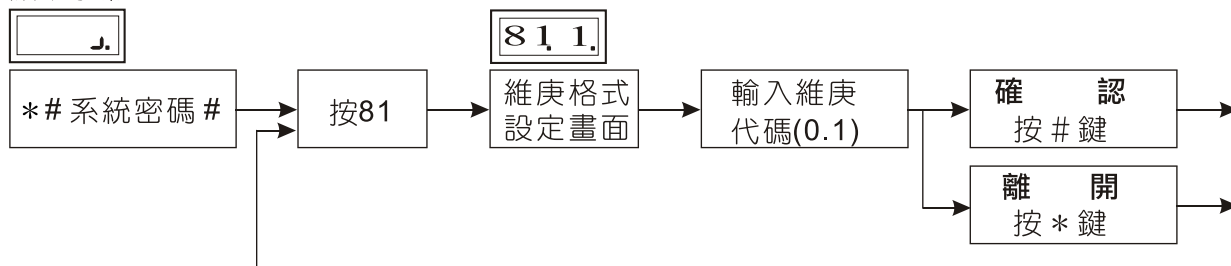 81.1.
*#系統密碼#
按81
維庚格式
設定畫面
輸入維庚
代碼(0.1)
確 認
按#鍵
離 開
按*鍵